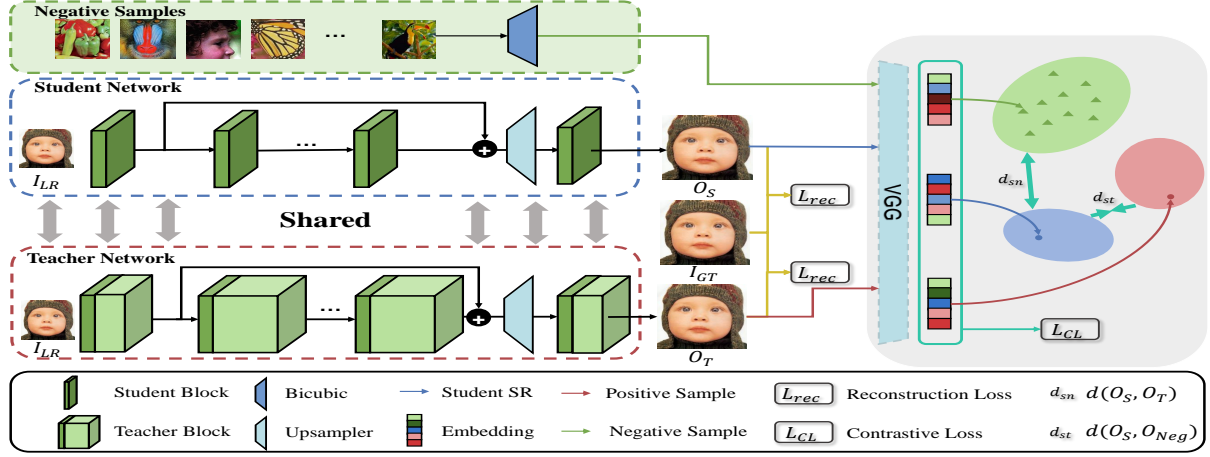 Negative Samples
...
Student Network
...
I_LR
+
O_S
Shared
Teacher Network
...
I_LR
+
L_rec
I_GT
L_rec
O_T
VGG
d_sn
d_st
L_CL
Student Block
Bicubic
Student SR
Positive Sample
L_rec
Reconstruction Loss
d_sn d(O_S, O_T)
Teacher Block
Upsampler
Embedding
Negative Sample
L_CL
Contrastive Loss
d_st d(O_S, O_Neg)